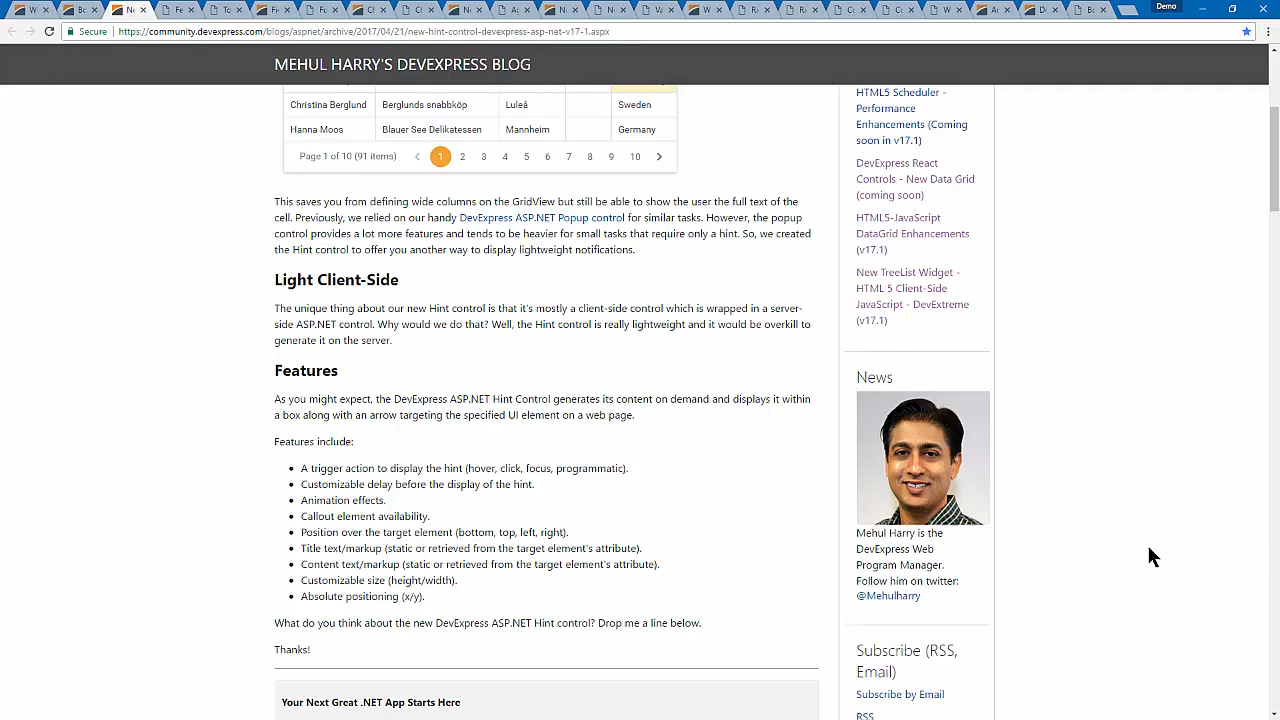 Demo
Secure
https://community.devexpress.com/blogs/aspnet/archive/2017/04/21/new-hint-control-devexpress-asp-net-v17-1.aspx
MEHUL HARRY'S DEVEXPRESS BLOG
Christina Berglund Berglunds snabbköp Luleå Sweden
Hanna Moos Blauer See Delikatessen Mannheim Germany
Page 1 of 10 (91 items) 1 2 3 4 5 6 7 8 9 10
This saves you from defining wide columns on the GridView but still be able to show the user the full text of the
cell. Previously, we relied on our handy DevExpress ASP.NET Popup control for similar tasks. However, the popup
control provides a lot more features and tends to be heavier for small tasks that require only a hint. So, we created
the Hint control to offer you another way to display lightweight notifications.
Light Client-Side
The unique thing about our new Hint control is that it's mostly a client-side control which is wrapped in a server-
side ASP.NET control. Why would we do that? Well, the Hint control is really lightweight and it would be overkill to
generate it on the server.
Features
As you might expect, the DevExpress ASP.NET Hint Control generates its content on demand and displays it within
a box along with an arrow targeting the specified UI element on a web page.
Features include:
A trigger action to display the hint (hover, click, focus, programmatic).
Customizable delay before the display of the hint.
Animation effects.
Callout element availability.
Position over the target element (bottom, top, left, right).
Title text/markup (static or retrieved from the target element's attribute).
Content text/markup (static or retrieved from the target element's attribute).
Customizable size (height/width).
Absolute positioning (x/y).
What do you think about the new DevExpress ASP.NET Hint control? Drop me a line below.
Thanks!
Your Next Great .NET App Starts Here
HTML5 Scheduler -
Performance
Enhancements (Coming
soon in v17.1)
DevExpress React
Controls - New Data Grid
(coming soon)
HTML5-JavaScript
DataGrid Enhancements
(v17.1)
New TreeList Widget -
HTML 5 Client-Side
JavaScript - DevExtreme
(v17.1)
News
Mehul Harry is the
DevExpress Web
Program Manager.
Follow him on twitter:
@Mehulharry
Subscribe (RSS,
Email)
Subscribe by Email
RSS